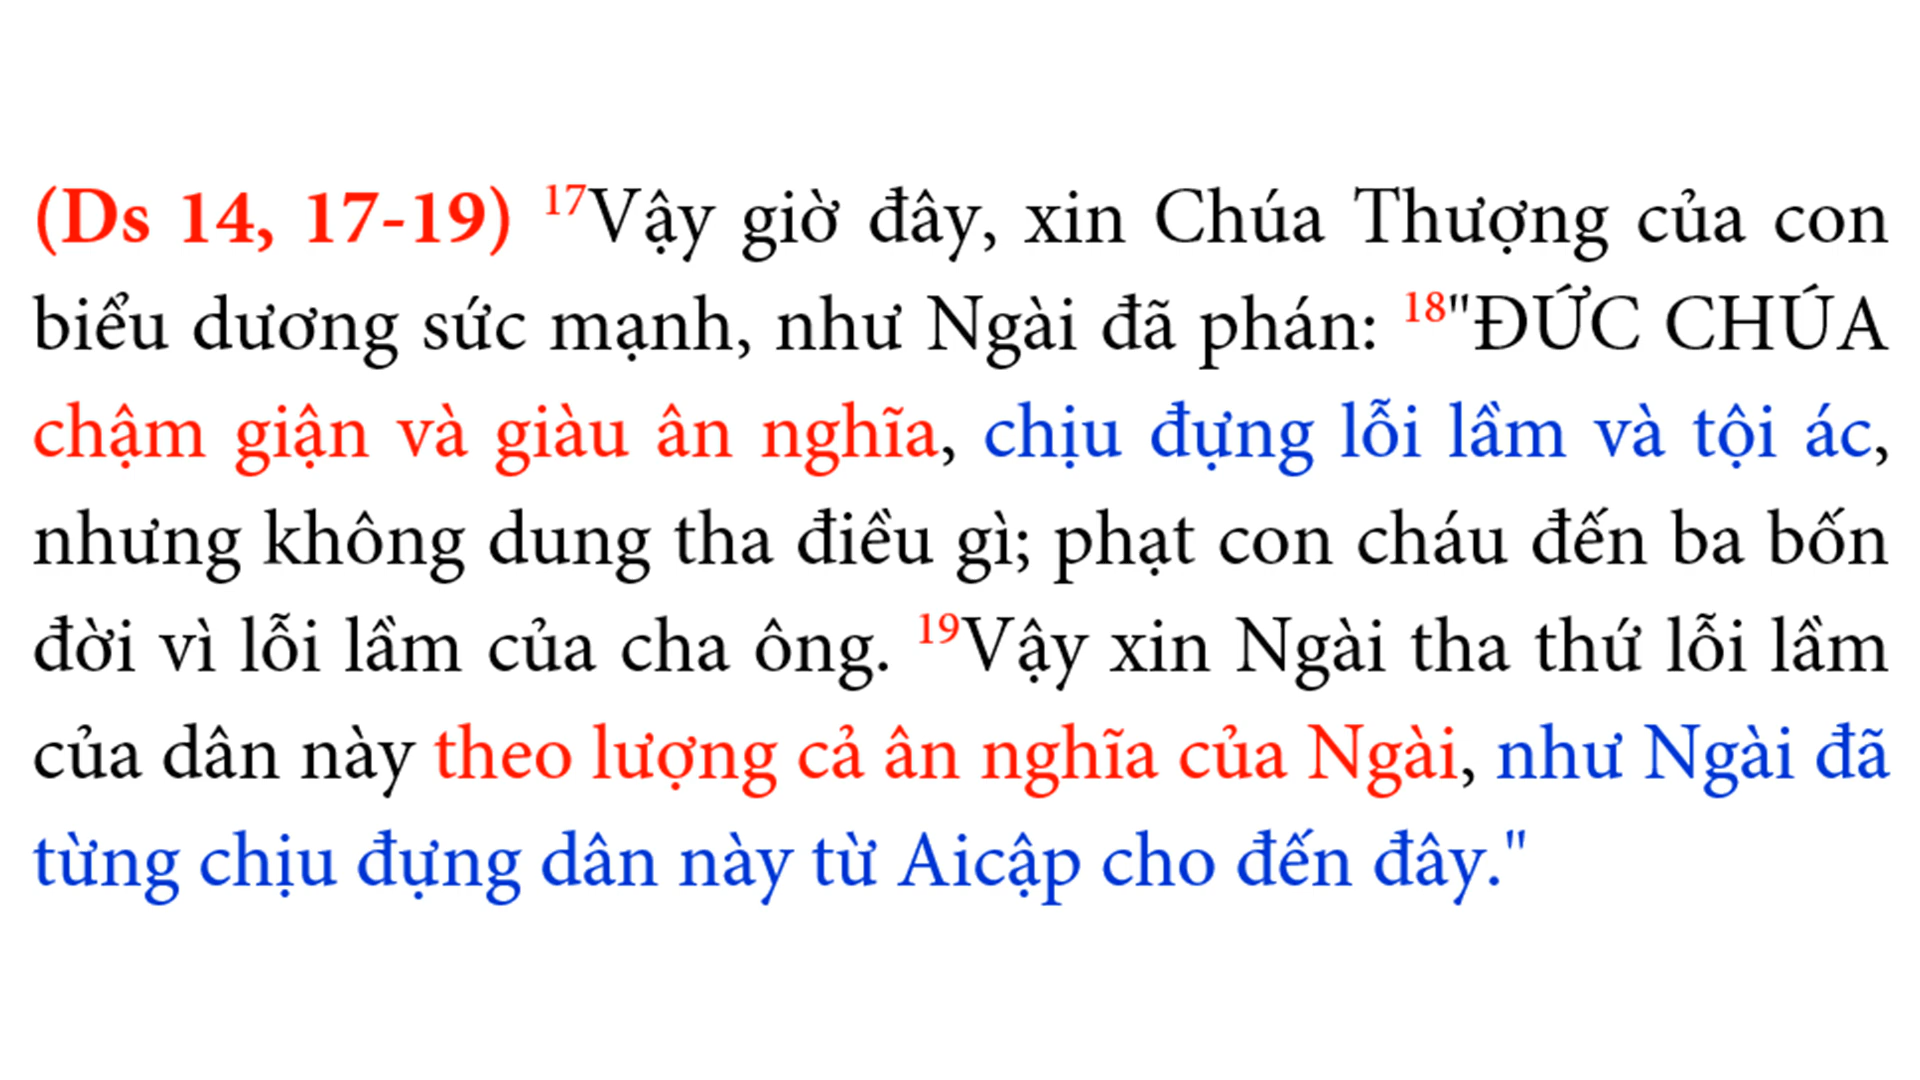 (Ds 14, 17-19) 17Vậy giờ đây, xin Chúa Thượng của con
biểu dương sức mạnh, như Ngài đã phán: 18"ĐỨC CHÚA
chậm giận và giàu ân nghĩa, chịu đựng lỗi lầm và tội ác,
nhưng không dung tha điều gì; phạt con cháu đến ba bốn
đời vì lỗi lầm của cha ông. 19Vậy xin Ngài tha thứ lỗi lầm
của dân này theo lượng cả ân nghĩa của Ngài, như Ngài đã
từng chịu đựng dân này từ Aicập cho đến đây."